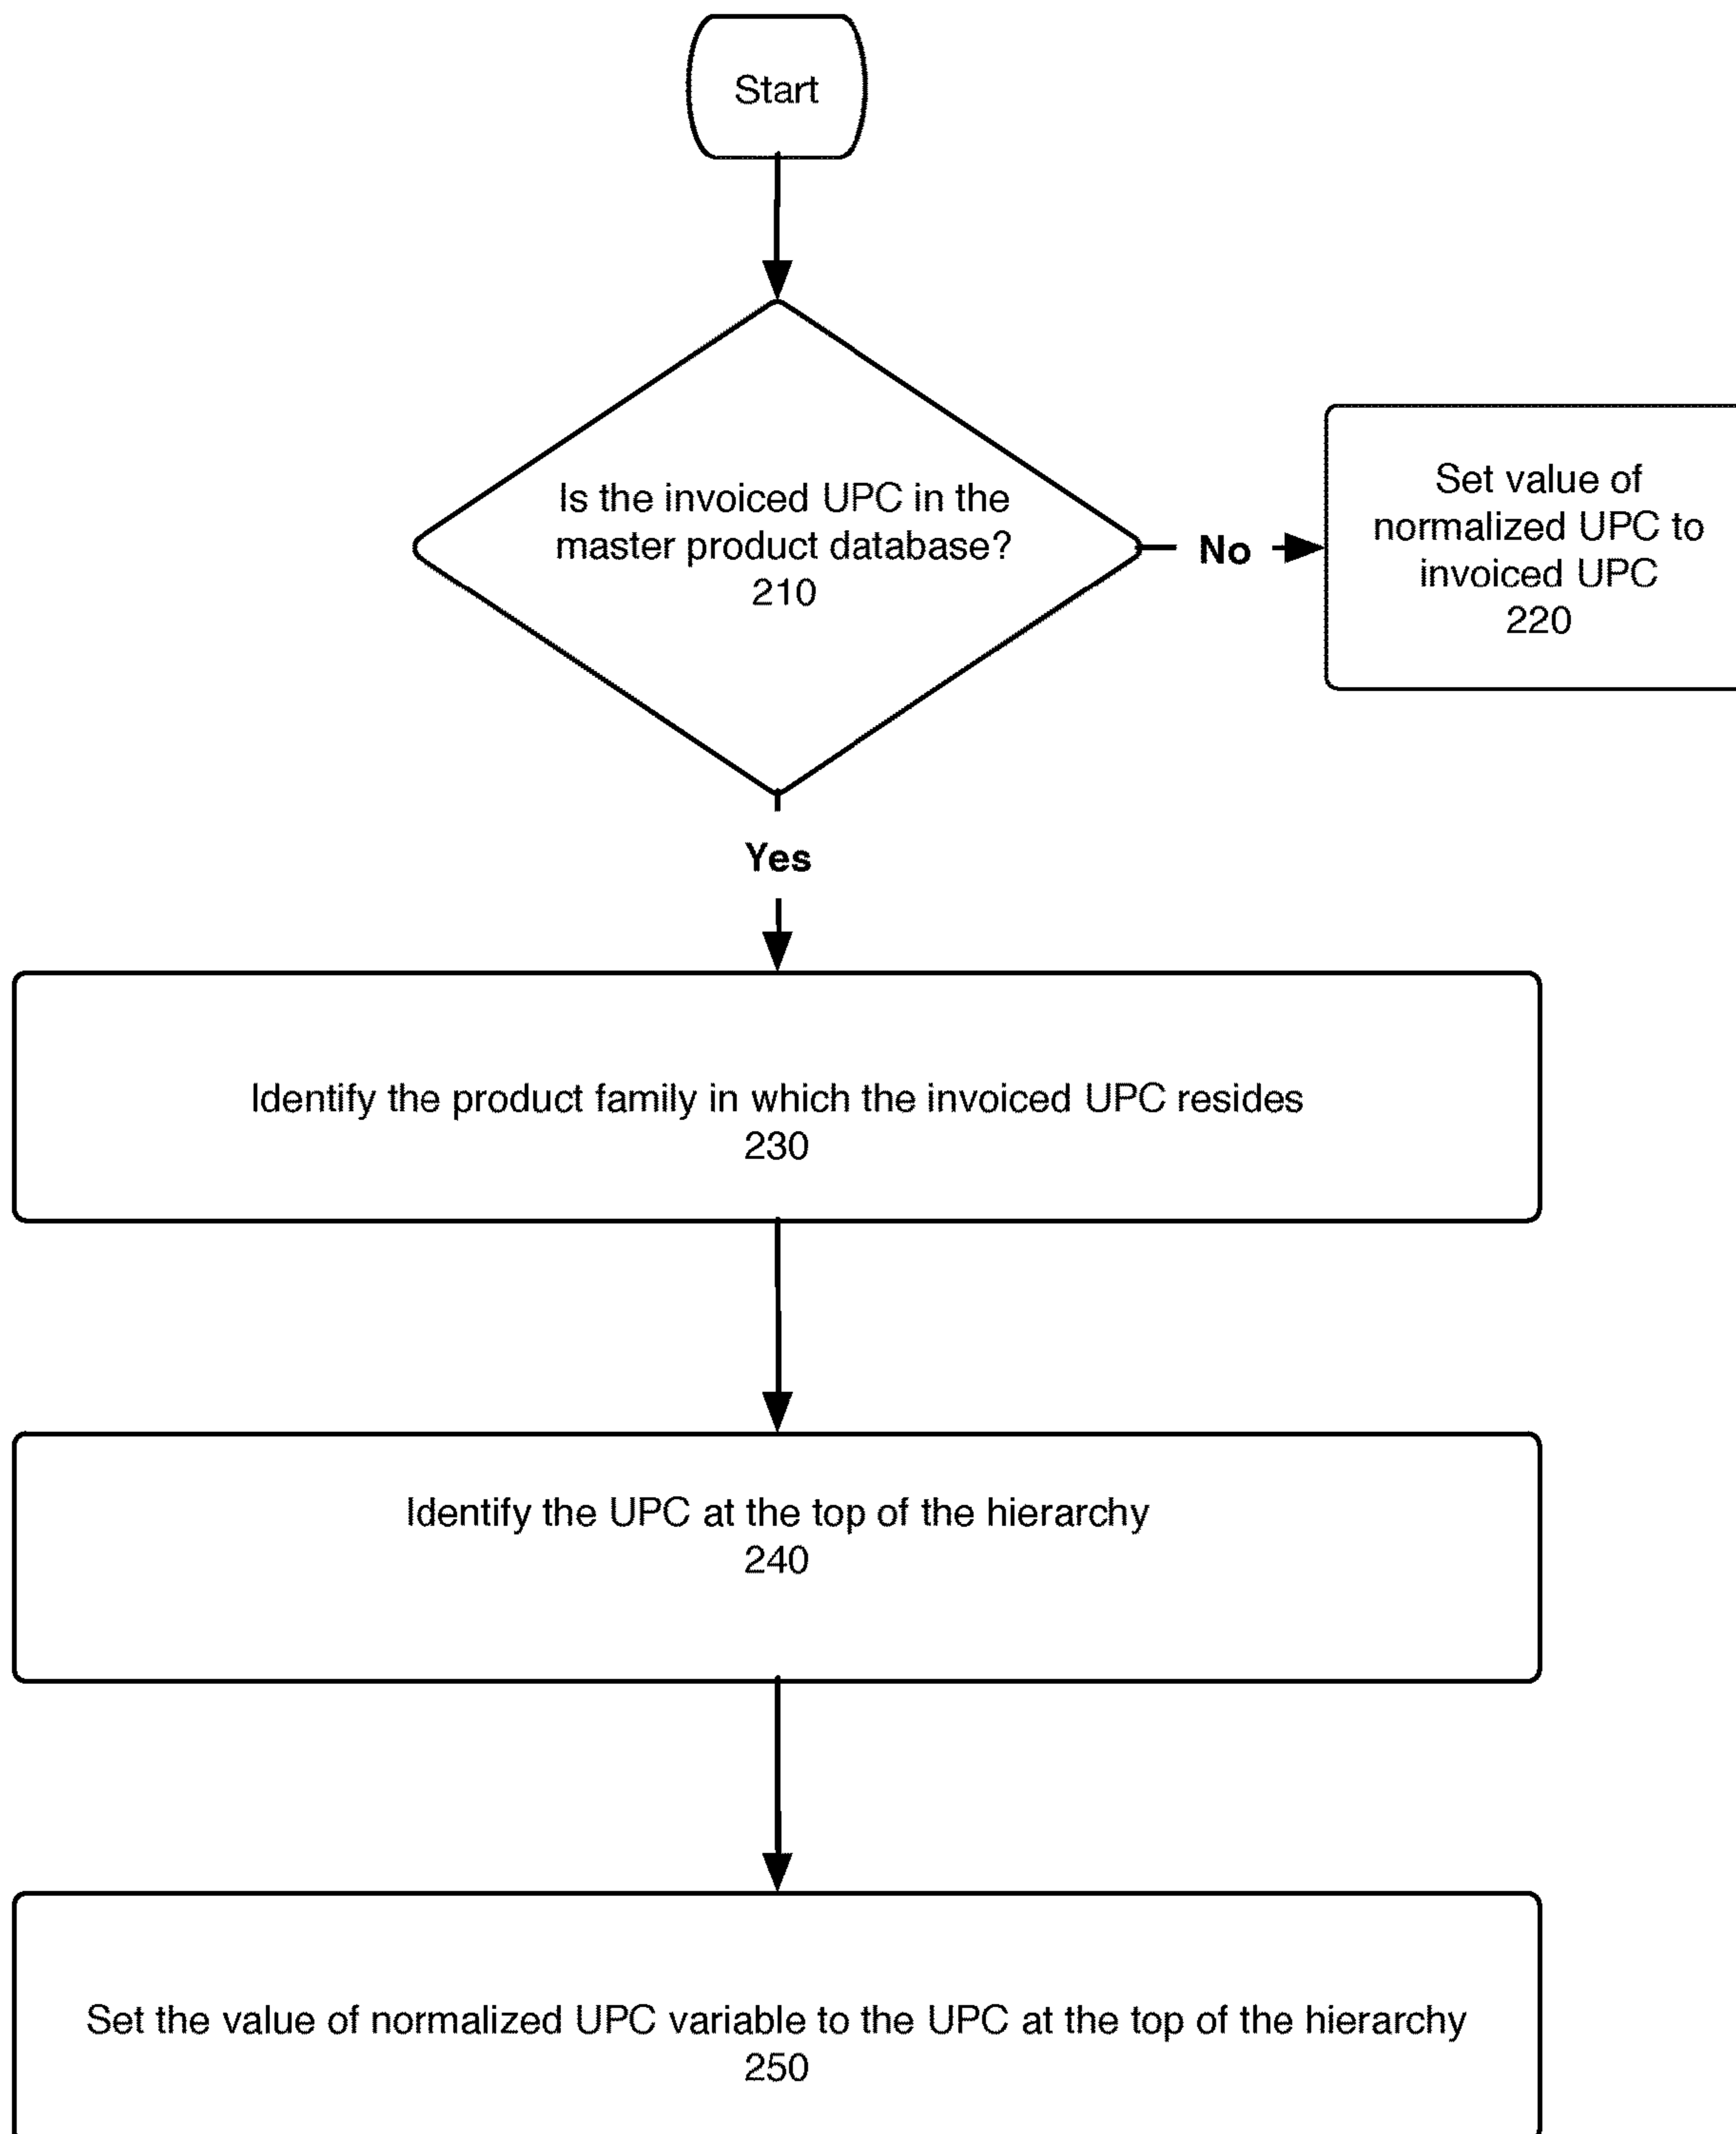 Start
Is the invoiced UPC in the
master product database?
210
No
Set value of
normalized UPC to
invoiced UPC
220
Yes
Identify the product family in which the invoiced UPC resides
230
Identify the UPC at the top of the hierarchy
240
Set the value of normalized UPC variable to the UPC at the top of the hierarchy
250